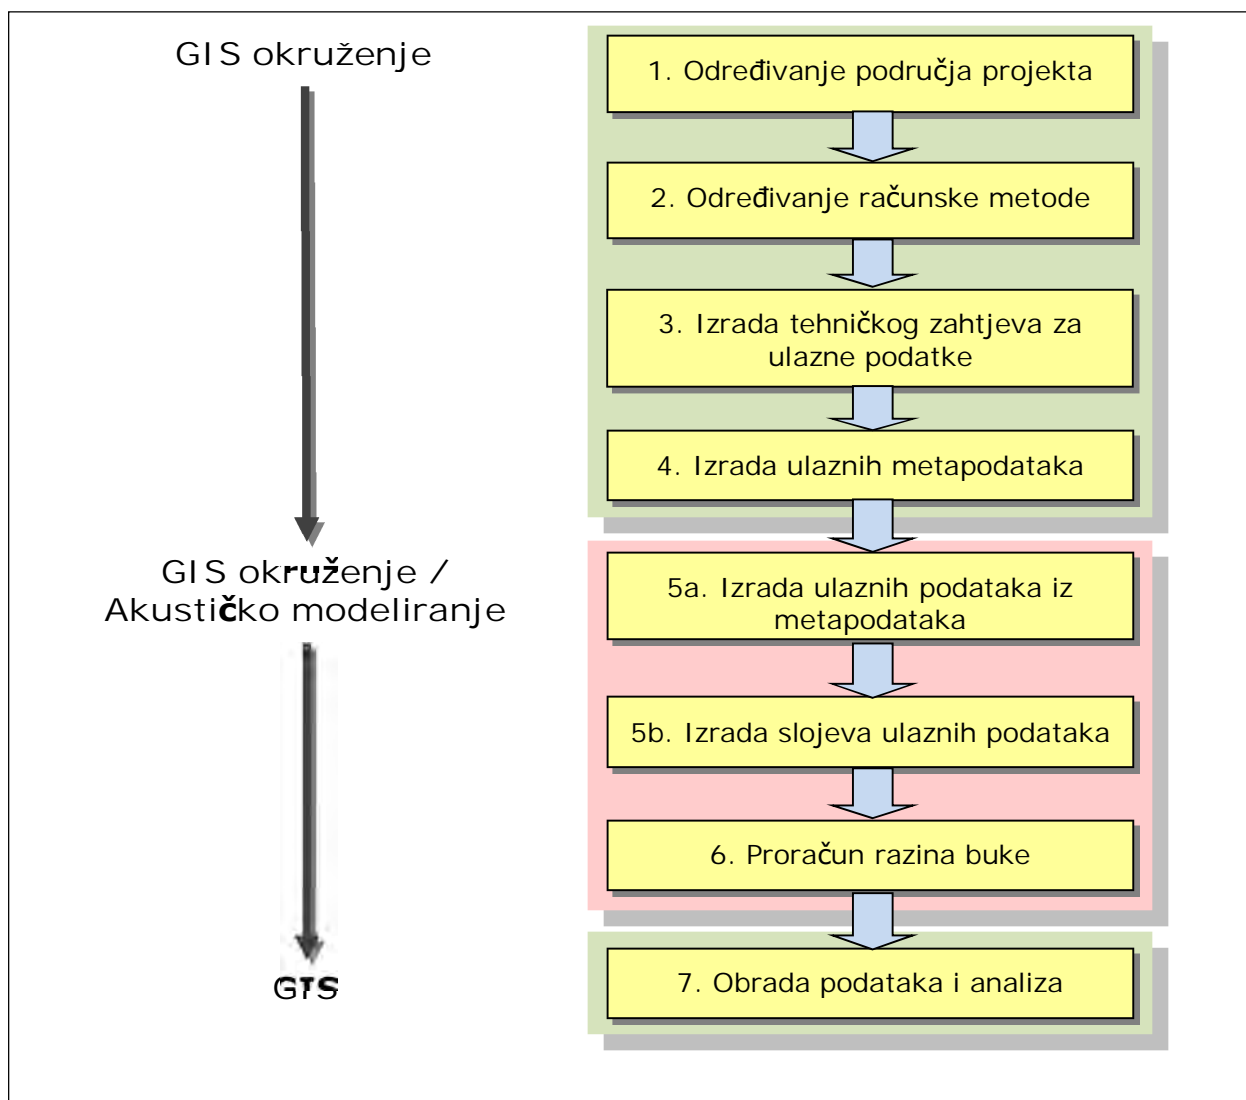 GIS okruženje
GIS okruženje /
Akustičko modeliranje
GIS
1. Određivanje područja projekta
2. Određivanje računske metode
3. Izrada tehničkog zahtjeva za
ulazne podatke
4. Izrada ulaznih metapodataka
5a. Izrada ulaznih podataka iz
metapodataka
5b. Izrada slojeva ulaznih podataka
6. Proračun razina buke
7. Obrada podataka i analiza